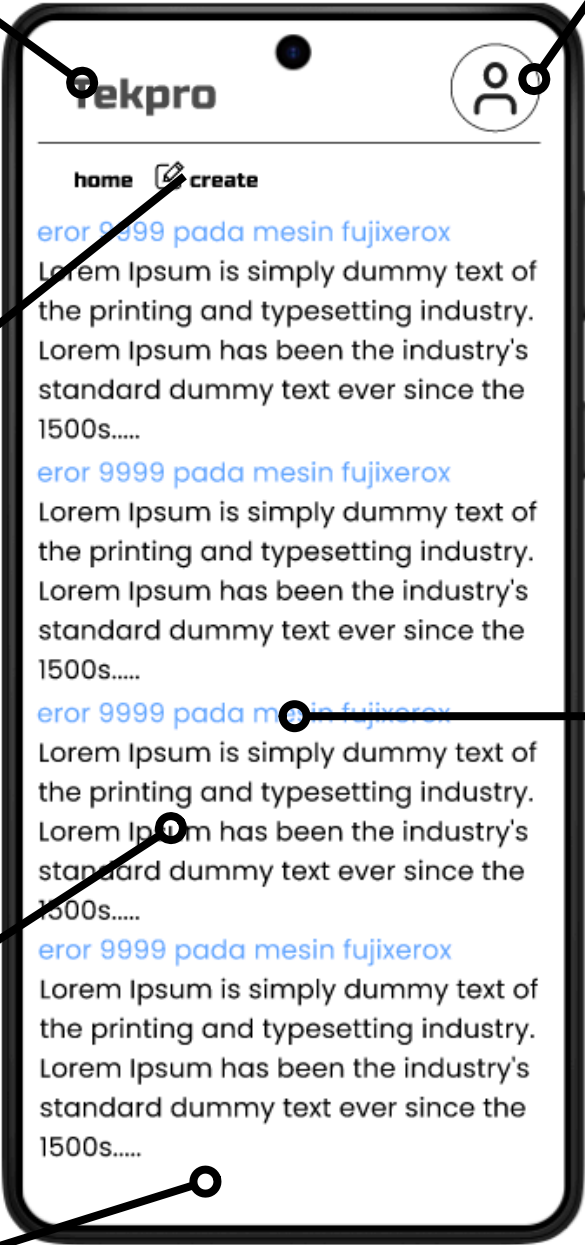 Tekpro
home create
eror 9999 pada mesin fujixerox
Lorem Ipsum is simply dummy text of
the printing and typesetting industry.
Lorem Ipsum has been the industry's
standard dummy text ever since the
1500s.....
eror 9999 pada mesin fujixerox
Lorem Ipsum is simply dummy text of
the printing and typesetting industry.
Lorem Ipsum has been the industry's
standard dummy text ever since the
1500s.....
eror 9999 pada mesin fujixerox
Lorem Ipsum is simply dummy text of
the printing and typesetting industry.
Lorem Ipsum has been the industry's
standard dummy text ever since the
1500s.....
eror 9999 pada mesin fujixerox
Lorem Ipsum is simply dummy text of
the printing and typesetting industry.
Lorem Ipsum has been the industry's
standard dummy text ever since the
1500s.....